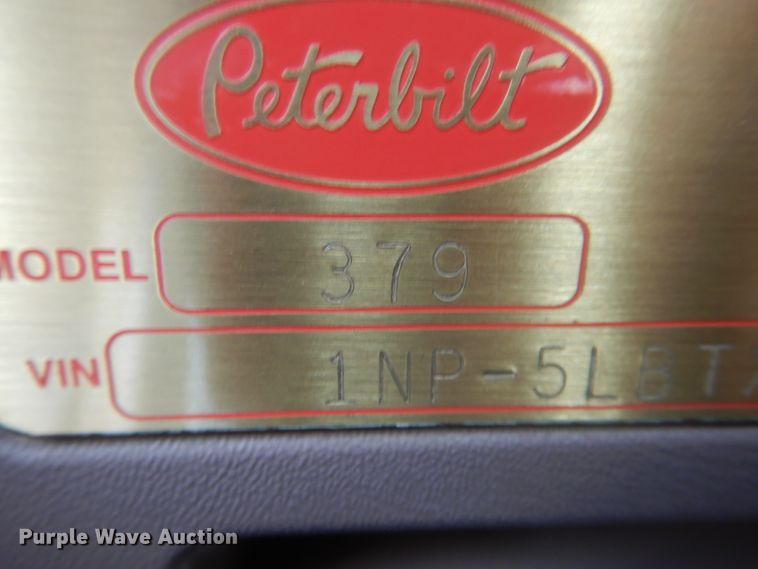 Peterbilt
MODEL 379
VIN 1NP-5LBT
Purple Wave Auction